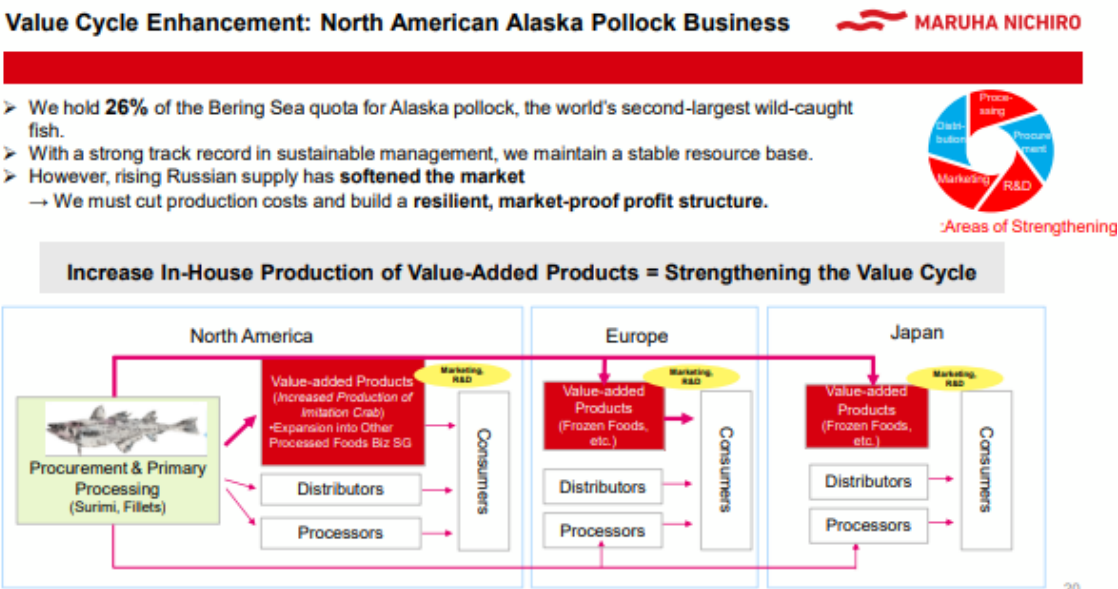 Value Cycle Enhancement: North American Alaska Pollock Business
MARUHA NICHIRO
➢ We hold 26% of the Bering Sea quota for Alaska pollock, the world's second-largest wild-caught
fish.
➢ With a strong track record in sustainable management, we maintain a stable resource base.
➢ However, rising Russian supply has softened the market
→ We must cut production costs and build a resilient, market-proof profit structure.
Proce-
ssing
Distri-
bution
Procure
ment
Marketing
R&D
:Areas of Strengthening
Increase In-House Production of Value-Added Products = Strengthening the Value Cycle
North America
Procurement & Primary
Processing
(Surimi, Fillets)
Value-added Products
(Increased Production of
Imitation Crab)
•Expansion into Other
Processed Foods Biz SG
Marketing,
R&D
Distributors
Processors
Consumers
Europe
Value-added
Products
(Frozen Foods,
etc.)
Marketing,
R&D
Distributors
Processors
Consumers
Japan
Value-added
Products
(Frozen Foods,
etc.)
Marketing,
R&D
Distributors
Processors
Consumers